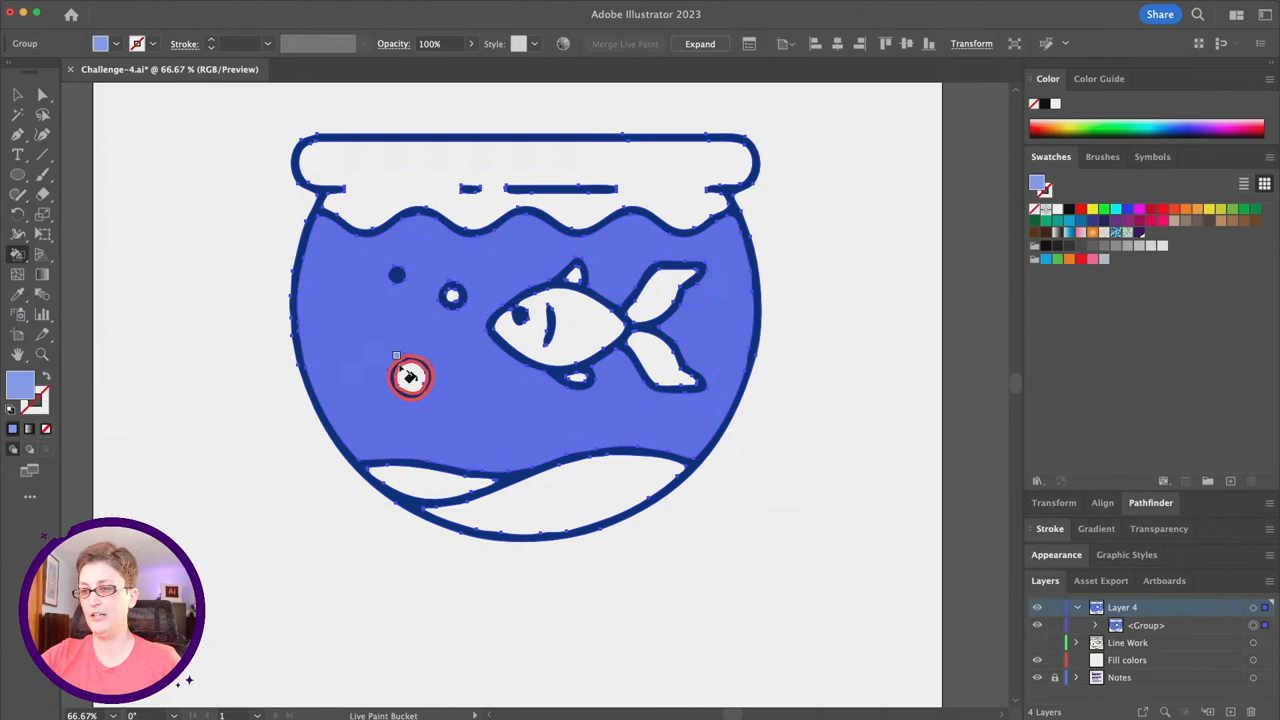 Adobe Illustrator 2023
Share
Group
Stroke:
Opacity:
100%
Style:
Merge Live Paint
Expand
Transform
× Challenge-4.ai* @ 66.67 % (RGB/Preview)
Color
Color Guide
Swatches
Brushes
Symbols
Transform
Align
Pathfinder
Stroke
Gradient
Transparency
Appearance
Graphic Styles
Layers
Asset Export
Artboards
Layer 4
<Group>
Line Work
Fill colors
Notes
Ai
66.67%
0°
1
Live Paint Bucket
4 Layers